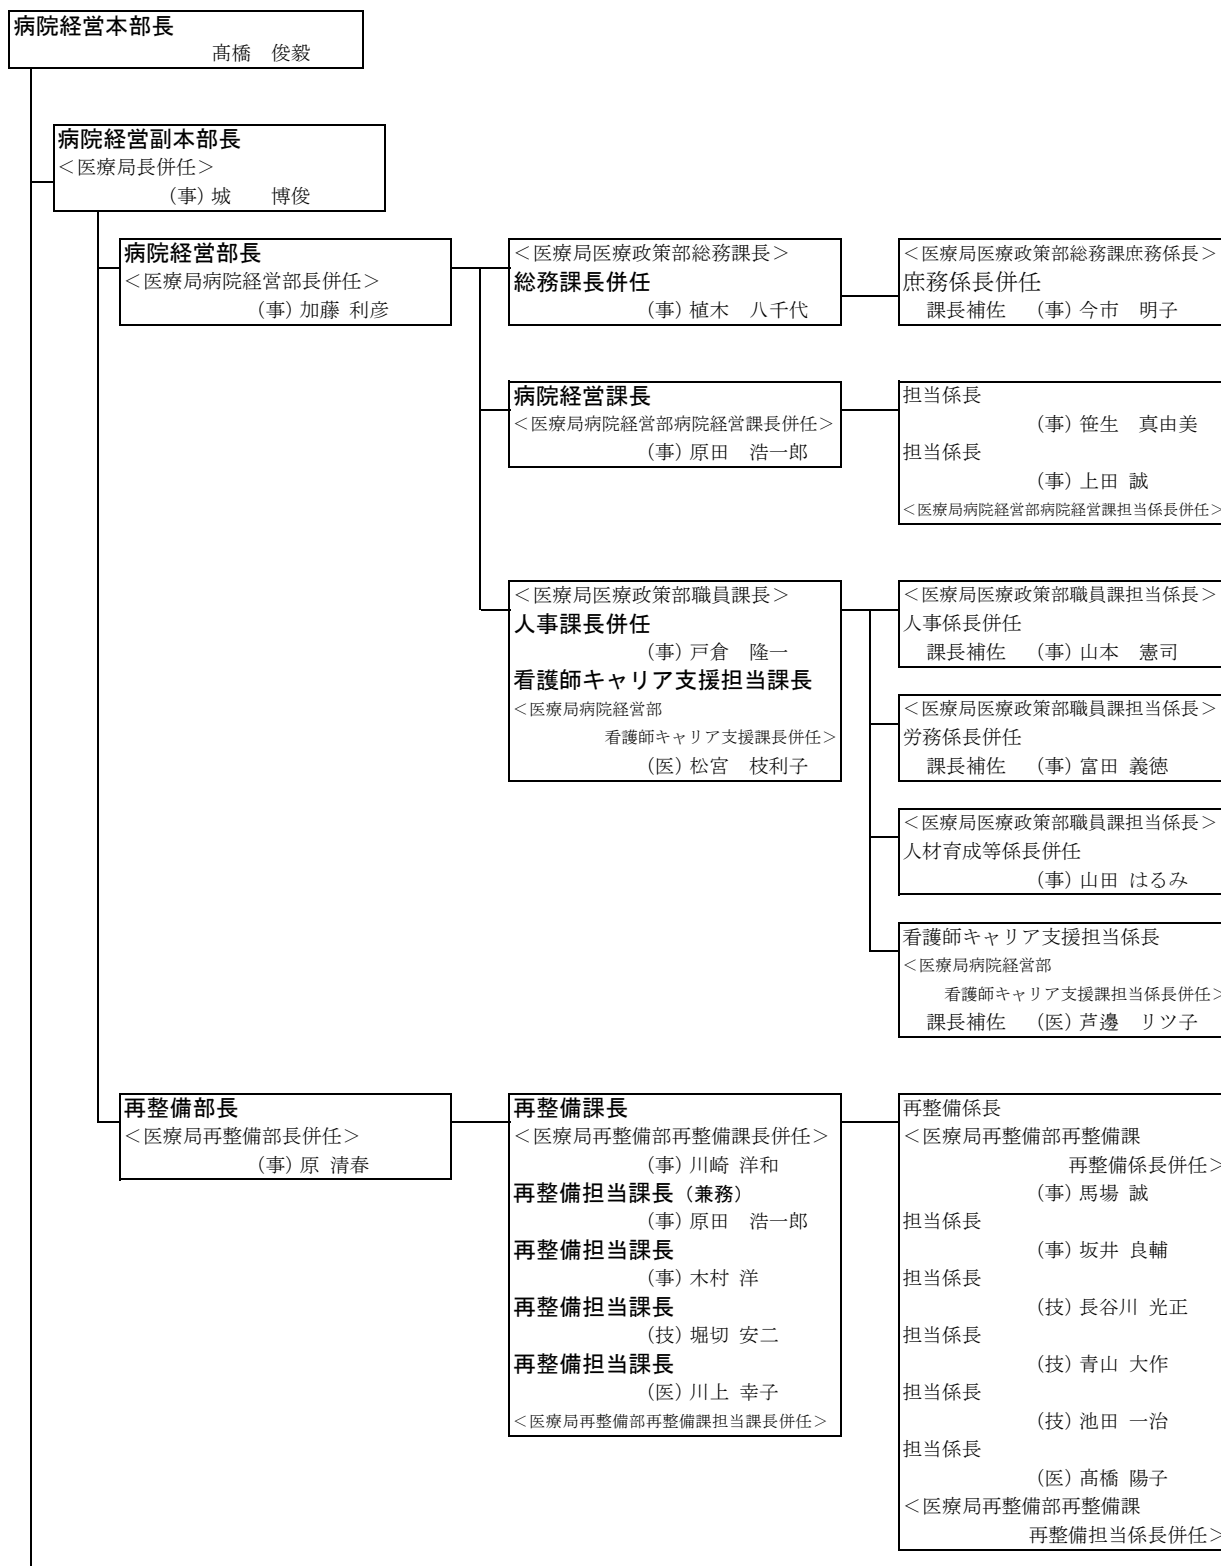 病院経営本部長
髙橋　俊毅
病院経営副本部長
＜医療局長併任＞
（事）城　　博俊
病院経営部長
＜医療局病院経営部長併任＞
（事）加藤 利彦
＜医療局医療政策部総務課長＞
総務課長併任
（事）植木　八千代
＜医療局医療政策部総務課庶務係長＞
庶務係長併任
課長補佐　（事）今市　明子
病院経営課長
＜医療局病院経営部病院経営課長併任＞
（事）原田　浩一郎
担当係長
（事）笹生　真由美
担当係長
（事）上田 誠
＜医療局病院経営部病院経営課担当係長併任＞
＜医療局医療政策部職員課長＞
人事課長併任
（事）戸倉　隆一
看護師キャリア支援担当課長
＜医療局病院経営部
看護師キャリア支援課長併任＞
（医）松宮　枝利子
＜医療局医療政策部職員課担当係長＞
人事係長併任
課長補佐　（事）山本　憲司
＜医療局医療政策部職員課担当係長＞
労務係長併任
課長補佐　（事）富田 義徳
＜医療局医療政策部職員課担当係長＞
人材育成等係長併任
（事）山田 はるみ
看護師キャリア支援担当係長
＜医療局病院経営部
看護師キャリア支援課担当係長併任＞
課長補佐　（医）芦邊　リツ子
再整備部長
＜医療局再整備部長併任＞
（事）原 清春
再整備課長
＜医療局再整備部再整備課長併任＞
（事）川崎 洋和
再整備担当課長（兼務）
（事）原田　浩一郎
再整備担当課長
（事）木村 洋
再整備担当課長
（技）堀切 安二
再整備担当課長
（医）川上 幸子
＜医療局再整備部再整備課担当課長併任＞
再整備係長
＜医療局再整備部再整備課
再整備係長併任＞
（事）馬場 誠
担当係長
（事）坂井 良輔
担当係長
（技）長谷川 光正
担当係長
（技）青山 大作
担当係長
（技）池田 一治
担当係長
（医）髙橋 陽子
＜医療局再整備部再整備課
再整備担当係長併任＞